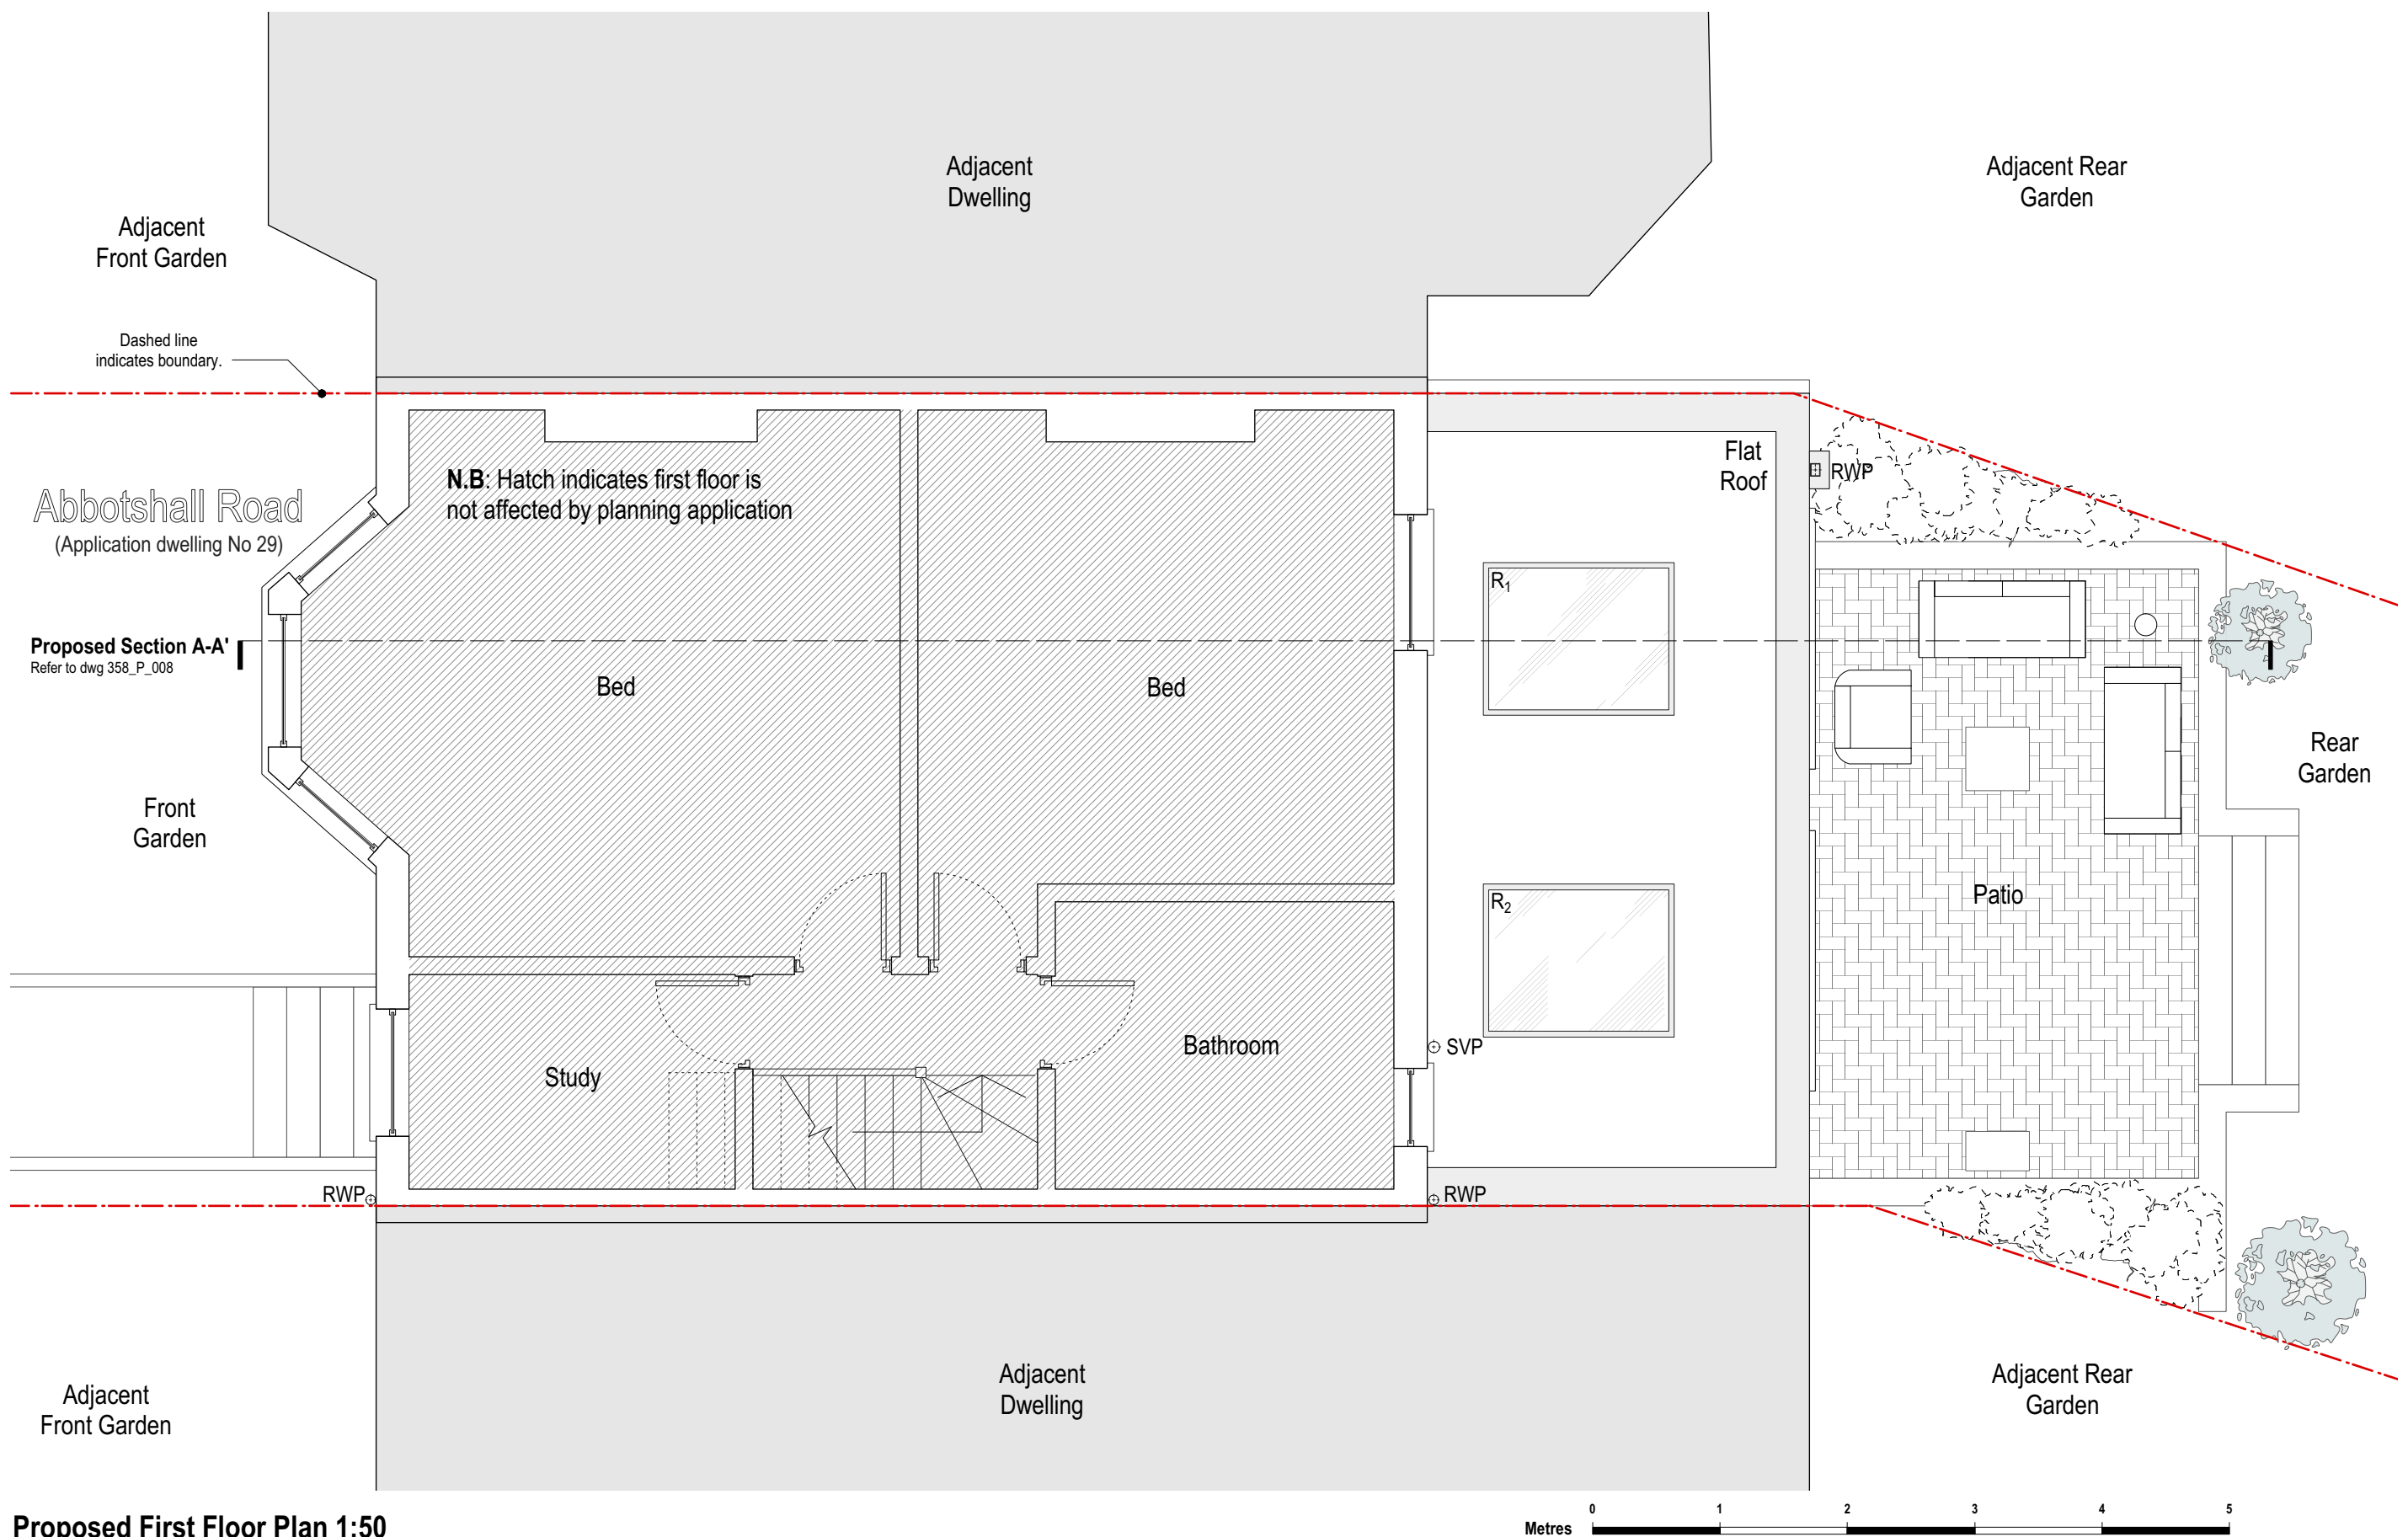 Adjacent
Dwelling
Adjacent Rear
Garden
Adjacent
Front Garden
Dashed line
indicates boundary.
Flat
Roof
RWP
N.B: Hatch indicates first floor is
not affected by planning application
Abbotshall Road
(Application dwelling No 29)
R1
Proposed Section A-A'
Refer to dwg 358_P_008
Bed
Bed
Rear
Garden
Front
Garden
R2
Patio
Bathroom
SVP
Study
RWP
RWP
Adjacent
Dwelling
Adjacent Rear
Garden
Adjacent
Front Garden
Proposed First Floor Plan 1:50
Metres 0 1 2 3 4 5